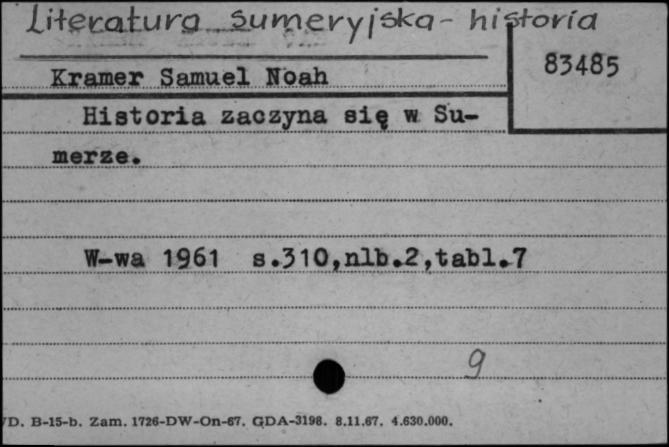 Literatura sumeryjska - historia
83485
Kramer Samuel Noah
Historia zaczyna się w Su-
merze.
W-wa 1961 s.310,nlb.2,tabl.7
9
D. B-15-b. Zam. 1726-DW-On-67. GDA-3198. 8.11.67. 4.630.000.